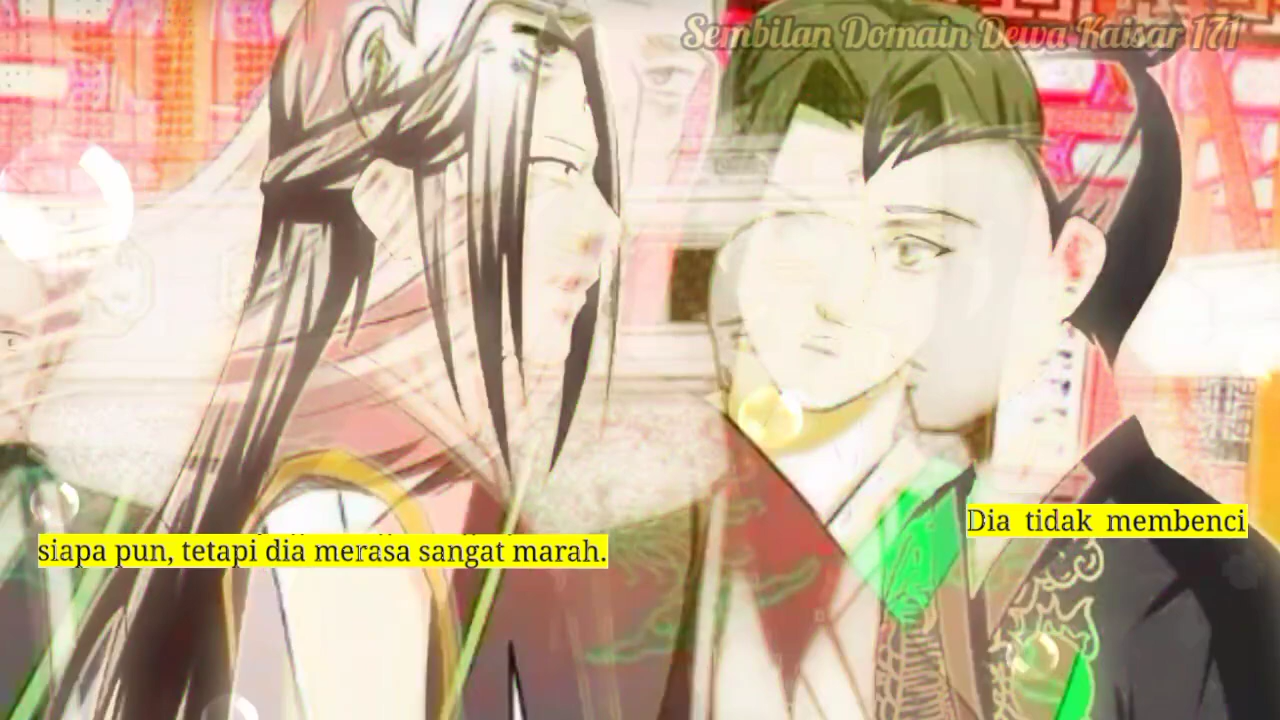 Sembilan Domain Dewa Kaisar 171
Dia tidak membenci
siapa pun, tetapi dia merasa sangat marah.